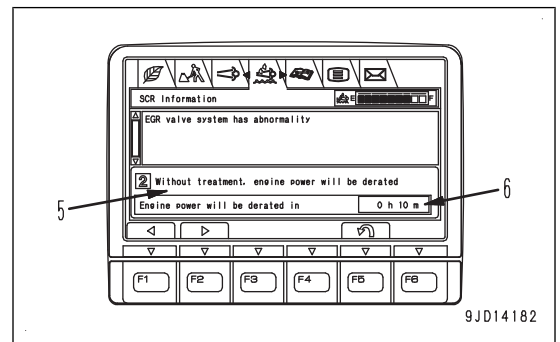 SCR Information
E F
EGR valve system has abnormality
2 Without treatment, engine power will be derated
Engine power will be derated in 0 h 10 m
5
6
F1 F2 F3 F4 F5 F6
9JD14182